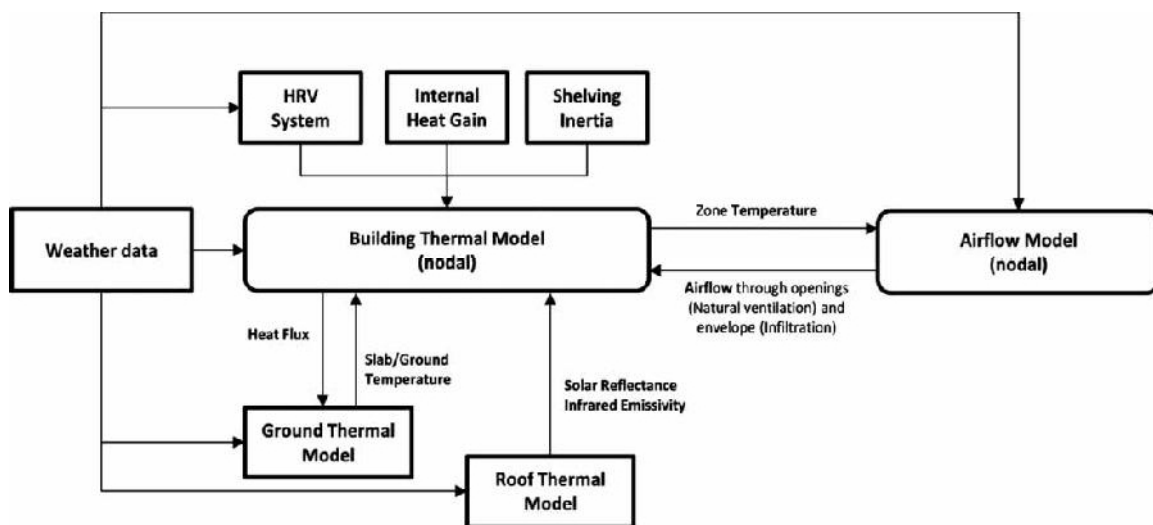 HRV
System
Internal
Heat Gain
Shelving
Inertia
Weather data
Building Thermal Model
(nodal)
Zone Temperature
Airflow Model
(nodal)
Airflow through openings
(Natural ventilation) and
envelope (Infiltration)
Heat Flux
Slab/Ground
Temperature
Solar Reflectance
Infrared Emissivity
Ground Thermal
Model
Roof Thermal
Model